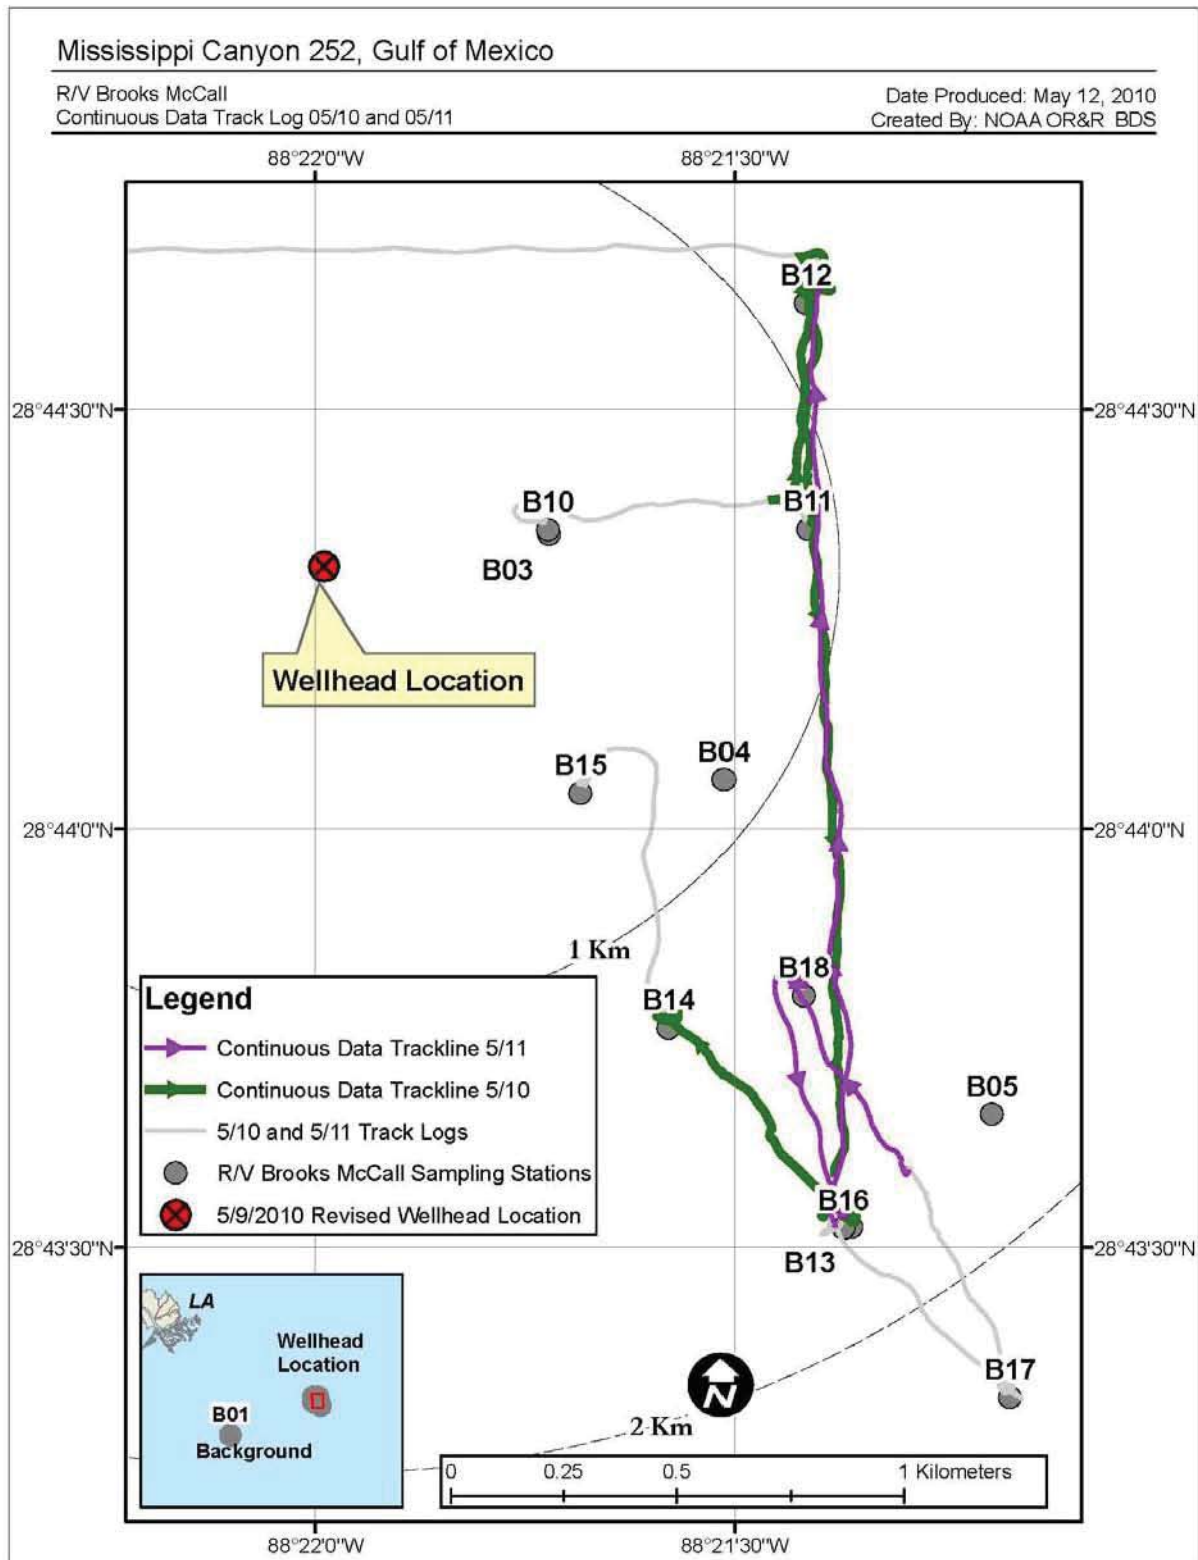 Mississippi Canyon 252, Gulf of Mexico
R/V Brooks McCall
Continuous Data Track Log 05/10 and 05/11
Date Produced: May 12, 2010
Created By: NOAA OR&R BDS
88°22'0"W
88°21'30"W
B12
28°44'30"N
28°44'30"N
B10
B11
B03
Wellhead Location
B15
B04
28°44'0"N
28°44'0"N
1 Km
B18
B14
B05
Legend
Continuous Data Trackline 5/11
Continuous Data Trackline 5/10
5/10 and 5/11 Track Logs
R/V Brooks McCall Sampling Stations
5/9/2010 Revised Wellhead Location
B16
B13
28°43'30"N
28°43'30"N
B17
LA
Wellhead
Location
B01
Background
N
2 Km
0 0.25 0.5 1 Kilometers
88°22'0"W
88°21'30"W